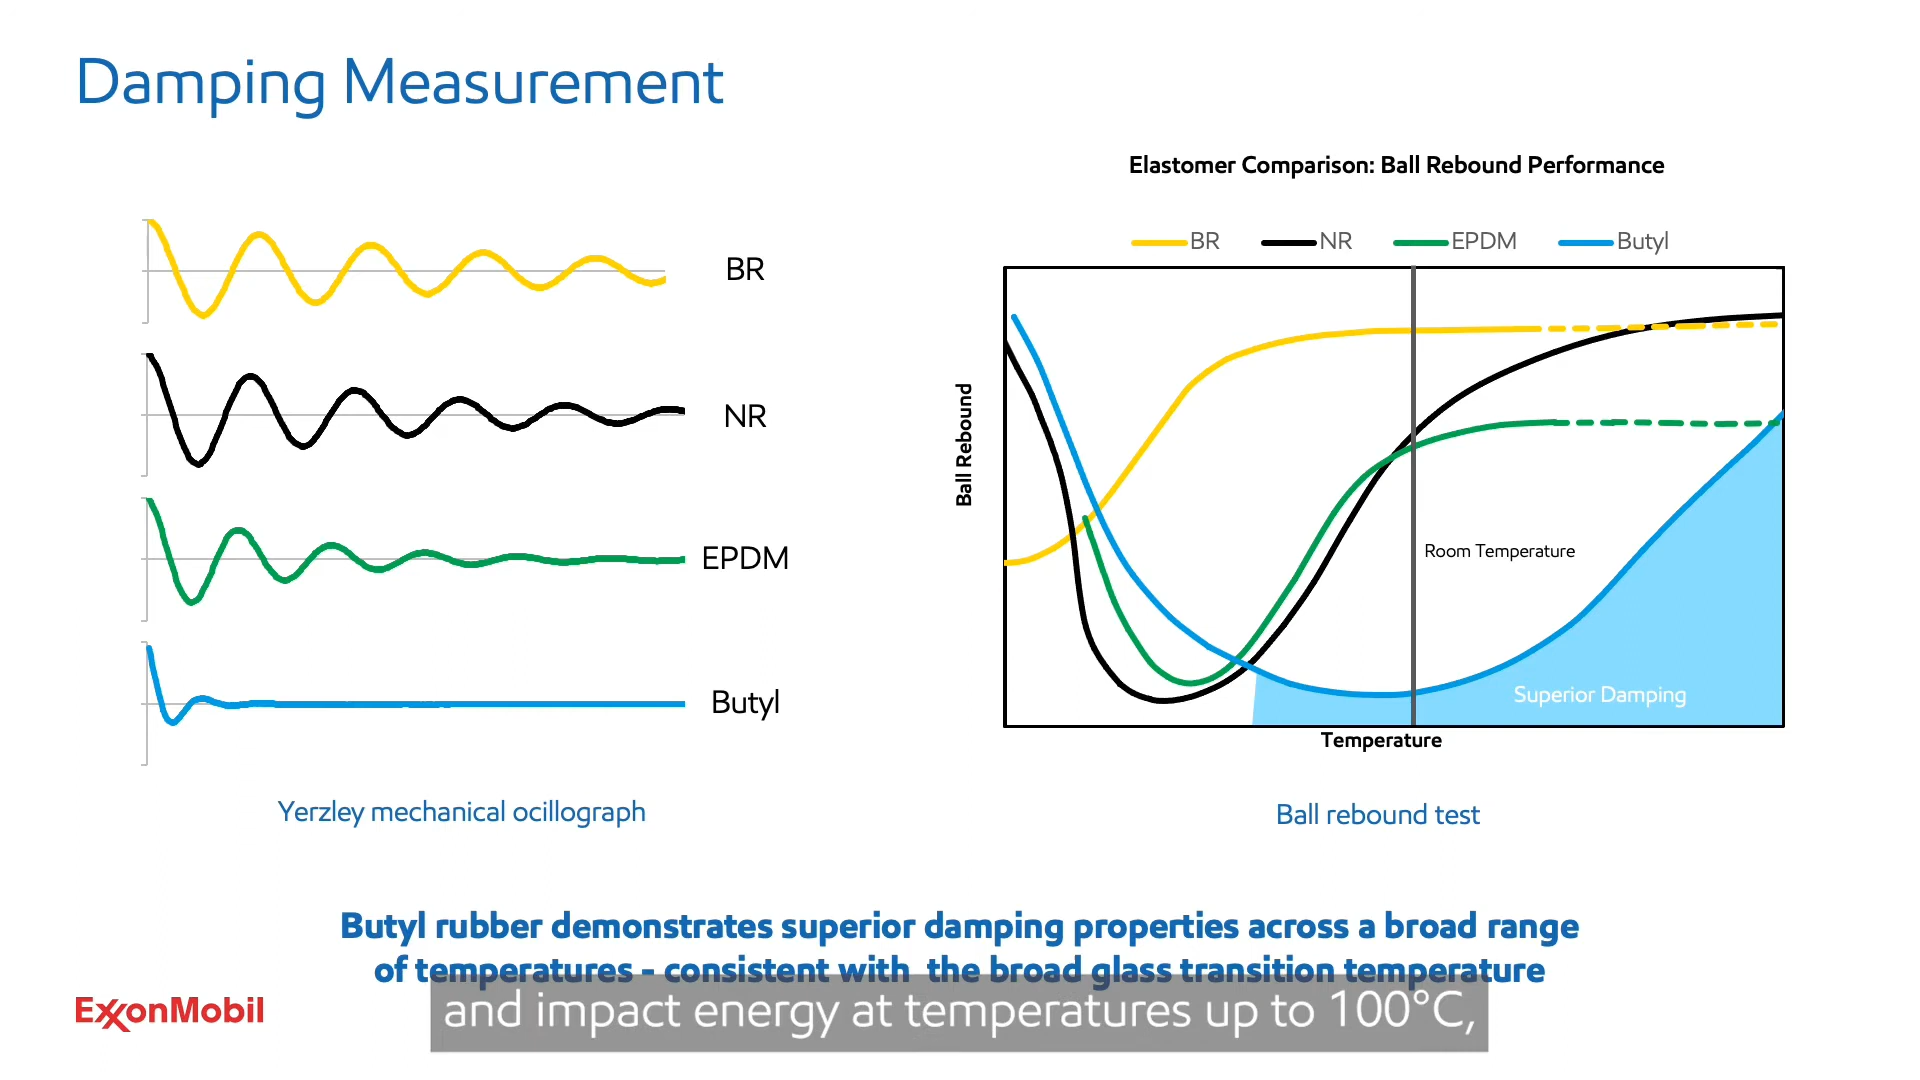 Damping Measurement
BR
NR
EPDM
Butyl
Yerzley mechanical ocillograph
Elastomer Comparison: Ball Rebound Performance
BR NR EPDM Butyl
Ball Rebound
Room Temperature
Superior Damping
Temperature
Ball rebound test
Butyl rubber demonstrates superior damping properties across a broad range
of temperatures - consistent with the broad glass transition temperature
ExxonMobil
and impact energy at temperatures up to 100°C,